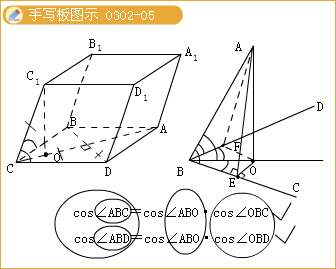 手写板图示 0302-05
B1 A1
C1 D1
B A
C O D
A
D
F
B O
E C
cos∠ABC=cos∠ABO·cos∠OBC
cos∠ABD=cos∠ABO·cos∠OBD